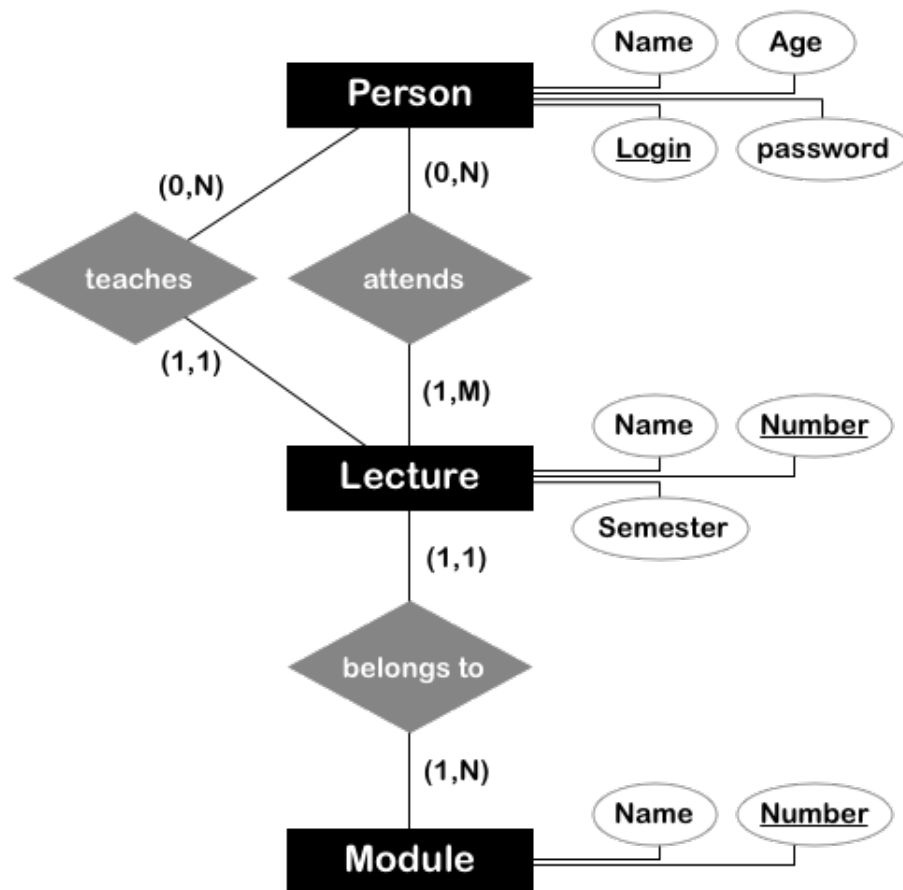 Name
Age
Person
Login
password
(0,N)
(0,N)
teaches
attends
(1,1)
(1,M)
Name
Number
Lecture
Semester
(1,1)
belongs to
(1,N)
Name
Number
Module